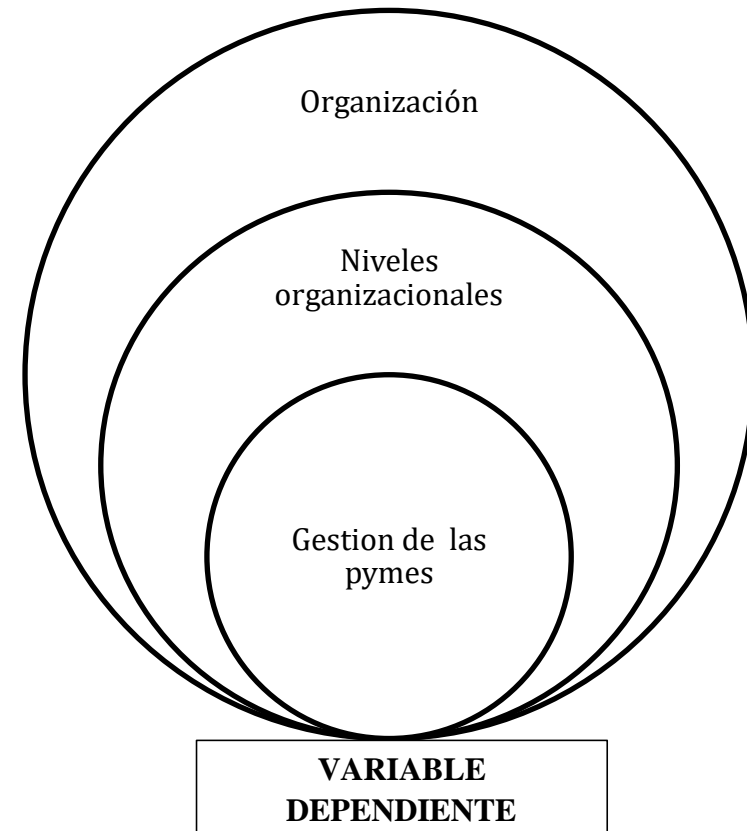 Organización
Niveles
organizacionales
Gestion de las
pymes
VARIABLE
DEPENDIENTE